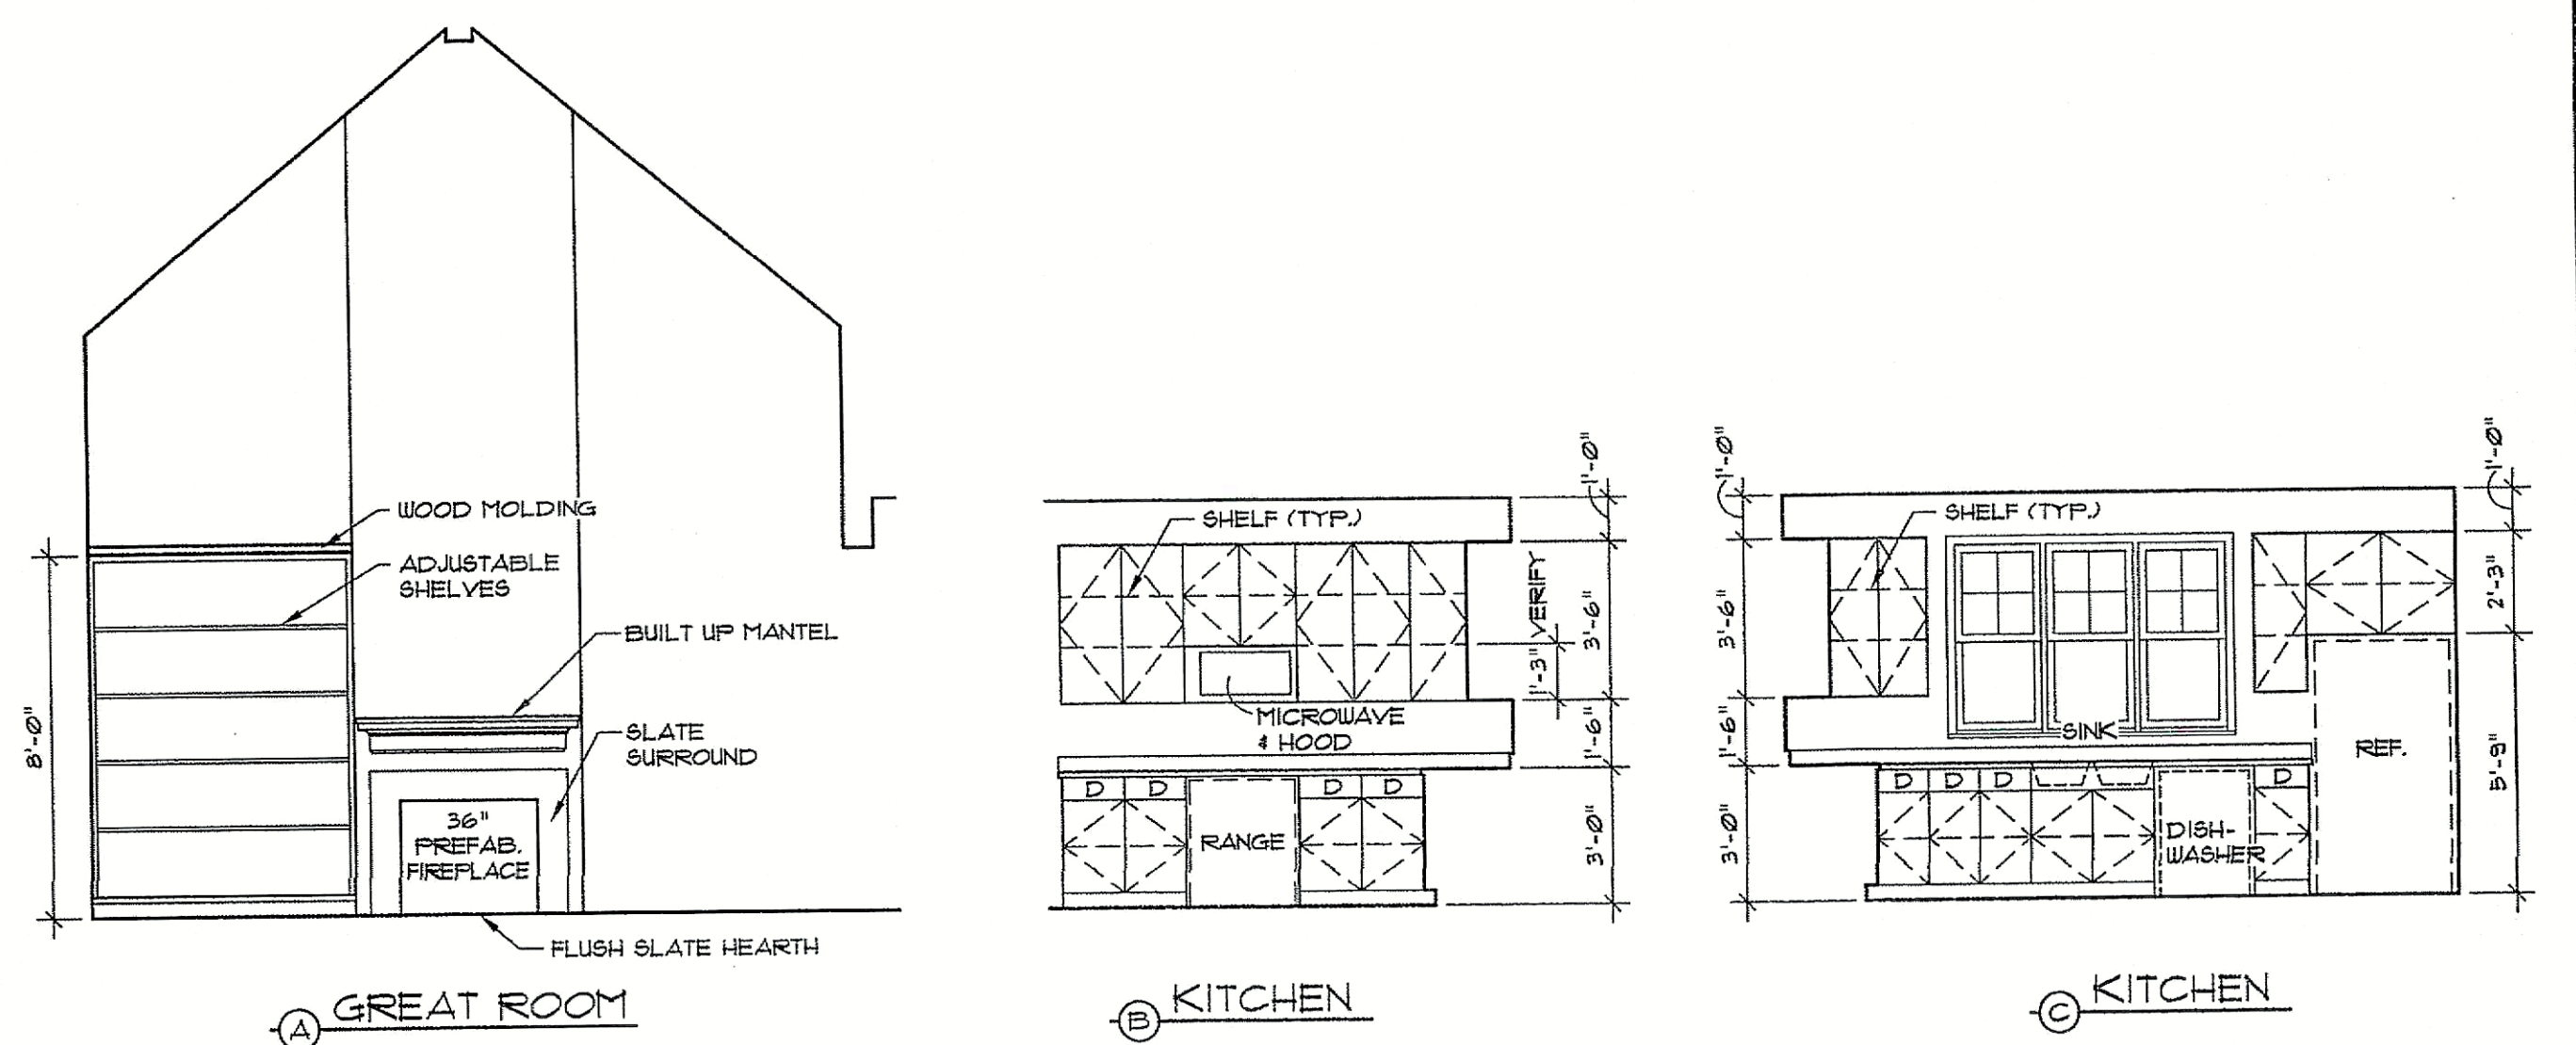 WOOD MOLDING
ADJUSTABLE
SHELVES
BUILT UP MANTEL
SLATE
SURROUND
36"
PREFAB.
FIREPLACE
8'-0"
FLUSH SLATE HEARTH
A GREAT ROOM
SHELF (TYP.)
MICROWAVE
& HOOD
D D D D
RANGE
1'-3" VERIFY
1'-0"
3'-6"
1'-6"
3'-0"
B KITCHEN
1'-0"
3'-6"
1'-6"
3'-0"
SHELF (TYP.)
SINK
D D D D
DISH-
WASHER
REF.
1'-0"
2'-3"
5'-9"
C KITCHEN